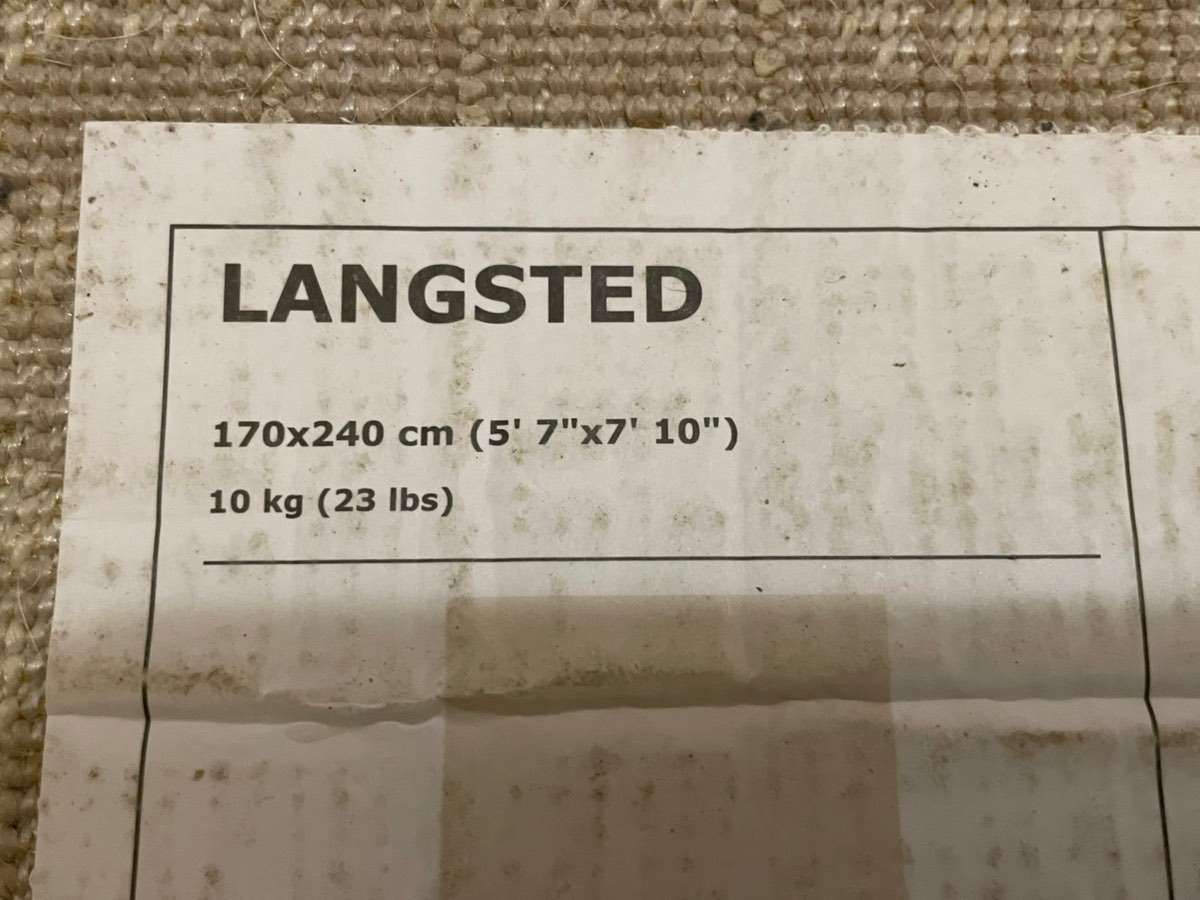 LANGSTED
170x240 cm (5' 7"x7' 10")
10 kg (23 lbs)